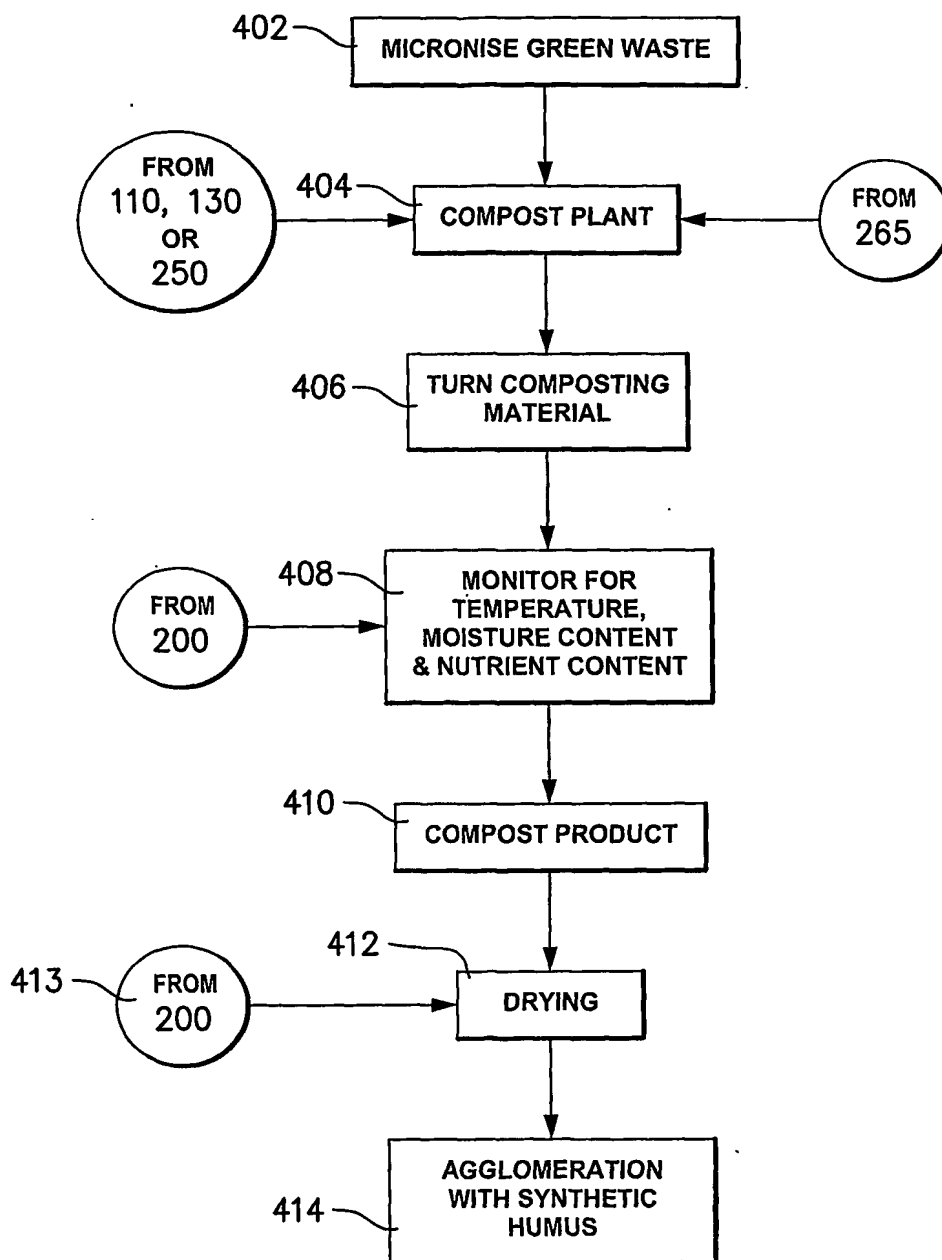 402
MICRONISE GREEN WASTE
FROM
110, 130
OR
250
404
COMPOST PLANT
FROM
265
406
TURN COMPOSTING
MATERIAL
FROM
200
408
MONITOR FOR
TEMPERATURE,
MOISTURE CONTENT
& NUTRIENT CONTENT
410
COMPOST PRODUCT
413
FROM
200
412
DRYING
414
AGGLOMERATION
WITH SYNTHETIC
HUMUS